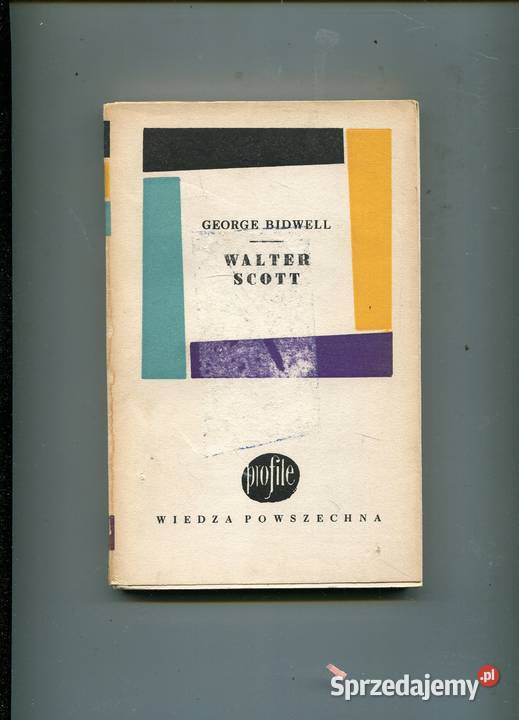 GEORGE BIDWELL
WALTER
SCOTT
profile
WIEDZA POWSZECHNA
Sprzedajemy.pl